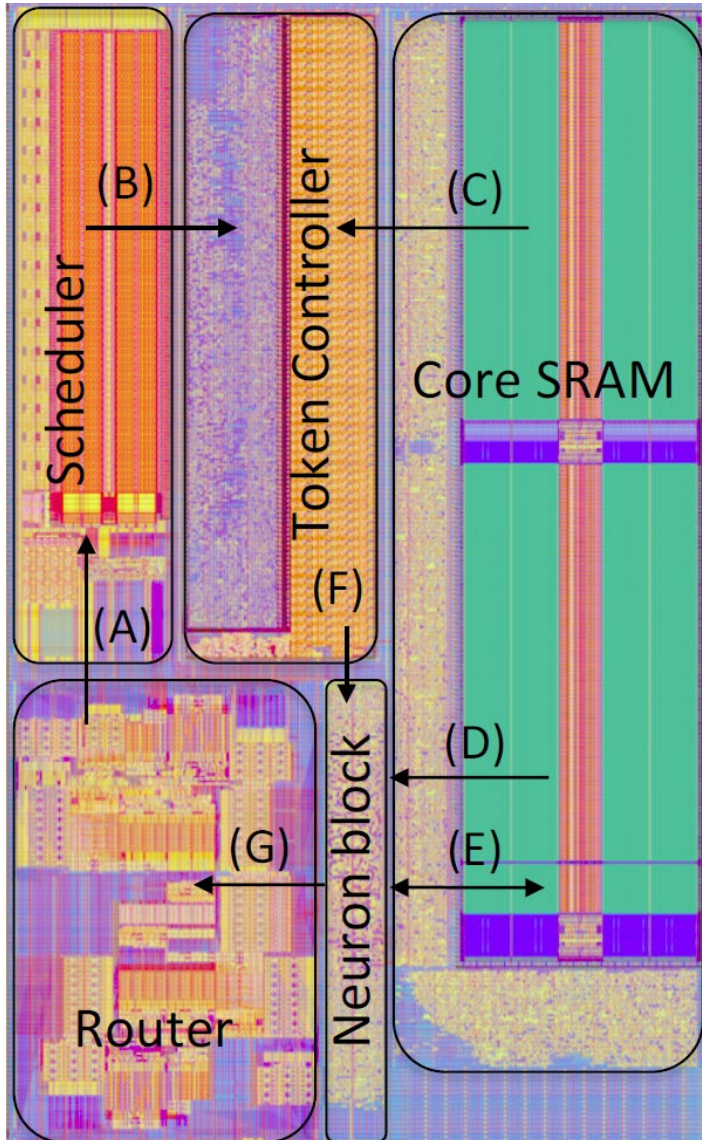 (B)
(C)
Scheduler
Token Controller
Core SRAM
(A)
(F)
(D)
(G)
(E)
Neuron block
Router